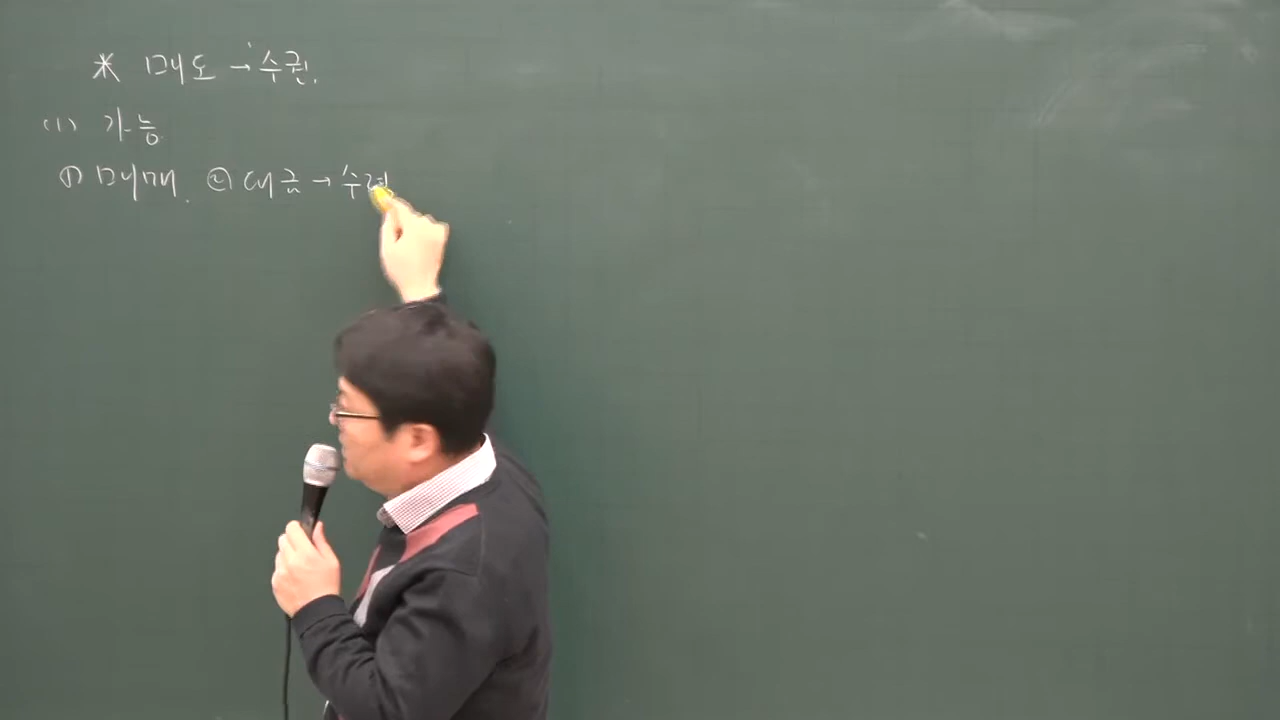 * 매도 → 수권.
(1) 가능
① 매매. ② 대금 → 수령